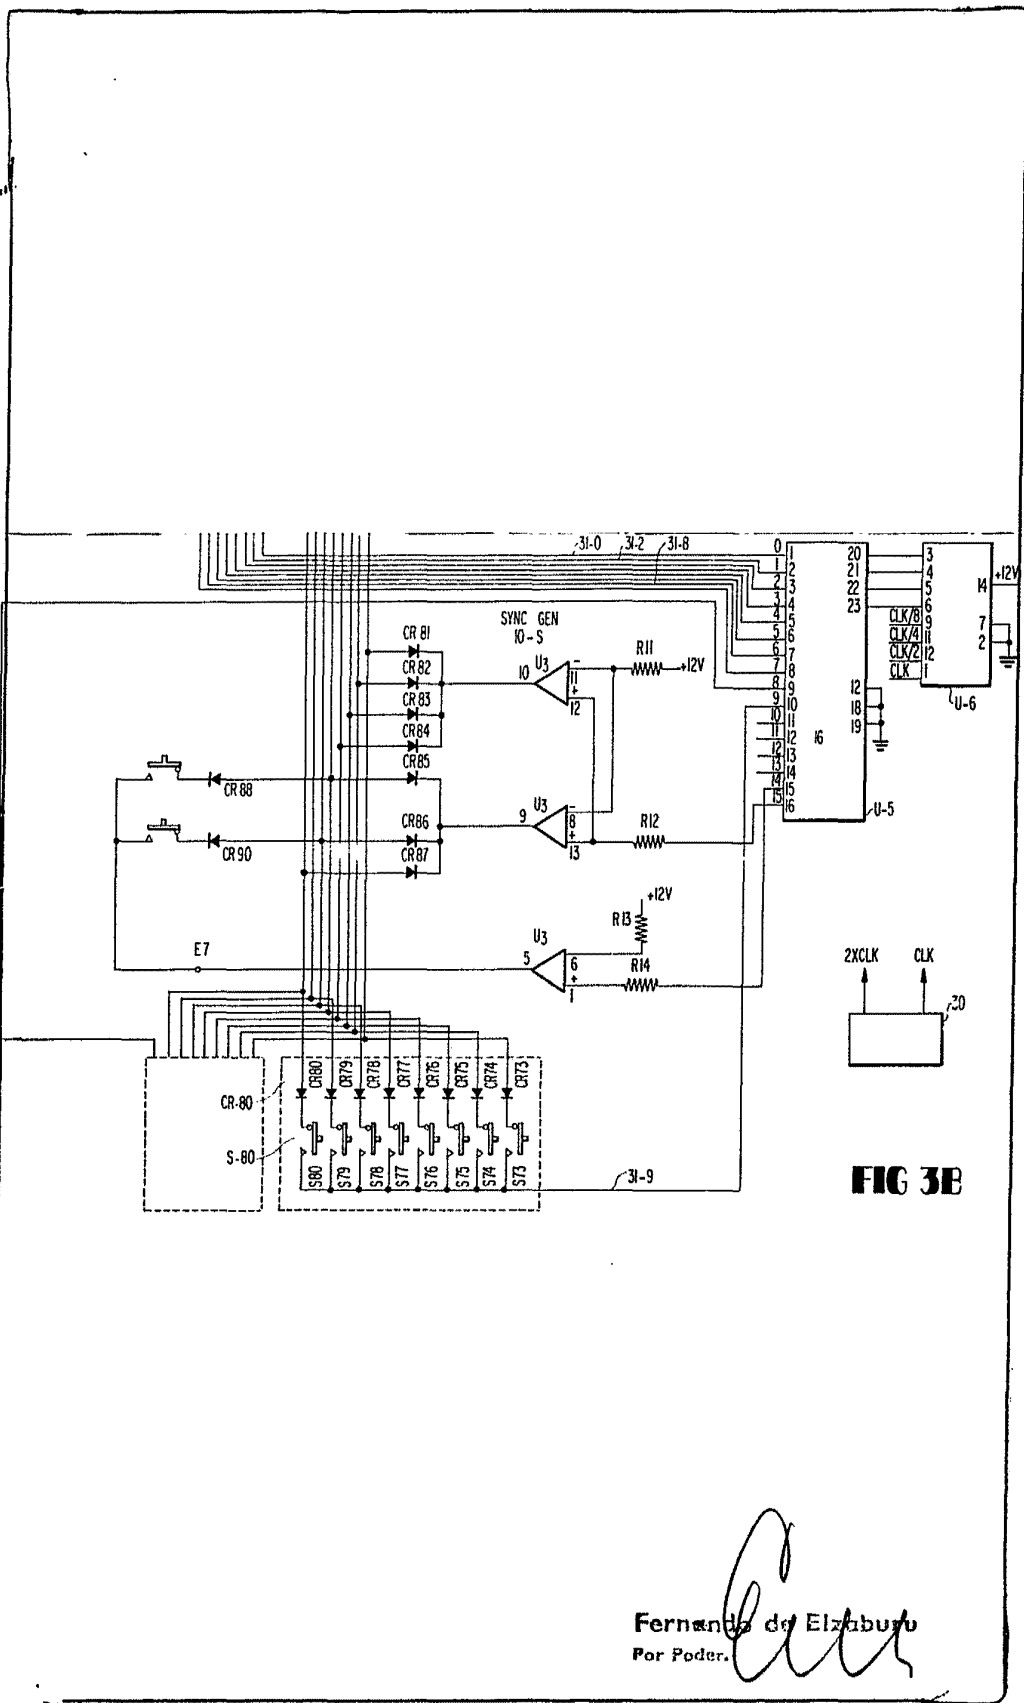 31-0 31-2 31-8
SYNC GEN
10-S
CR 81
CR 82
CR 83
CR 84
CR 85
CR 86
CR 87
CR 88
CR 90
10 U3 - 11 + 12
9 U3 - 8 + 13
5 U3 6 + 1
R11
+12V
R12
+12V
R13
R14
E7
0 1 2 3 4 5 6 7 8 9 10 11 12 13 14 15
1 2 3 4 5 6 7 8 9 10 11 12 13 14 15 16
16
20
21
22
23
12
18
19
U-5
3
4
5
6
CLK/8 9
CLK/4 11
CLK/2 12
CLK 1
14
+12V
7
2
U-6
2XCLK CLK
30
CR-80
CR80 CR79 CR78 CR77 CR76 CR75 CR74 CR73
S-80
S80 S79 S78 S77 S76 S75 S74 S73
31-9
FIG 3B
Fernando de Elzaburu
Por Poder.